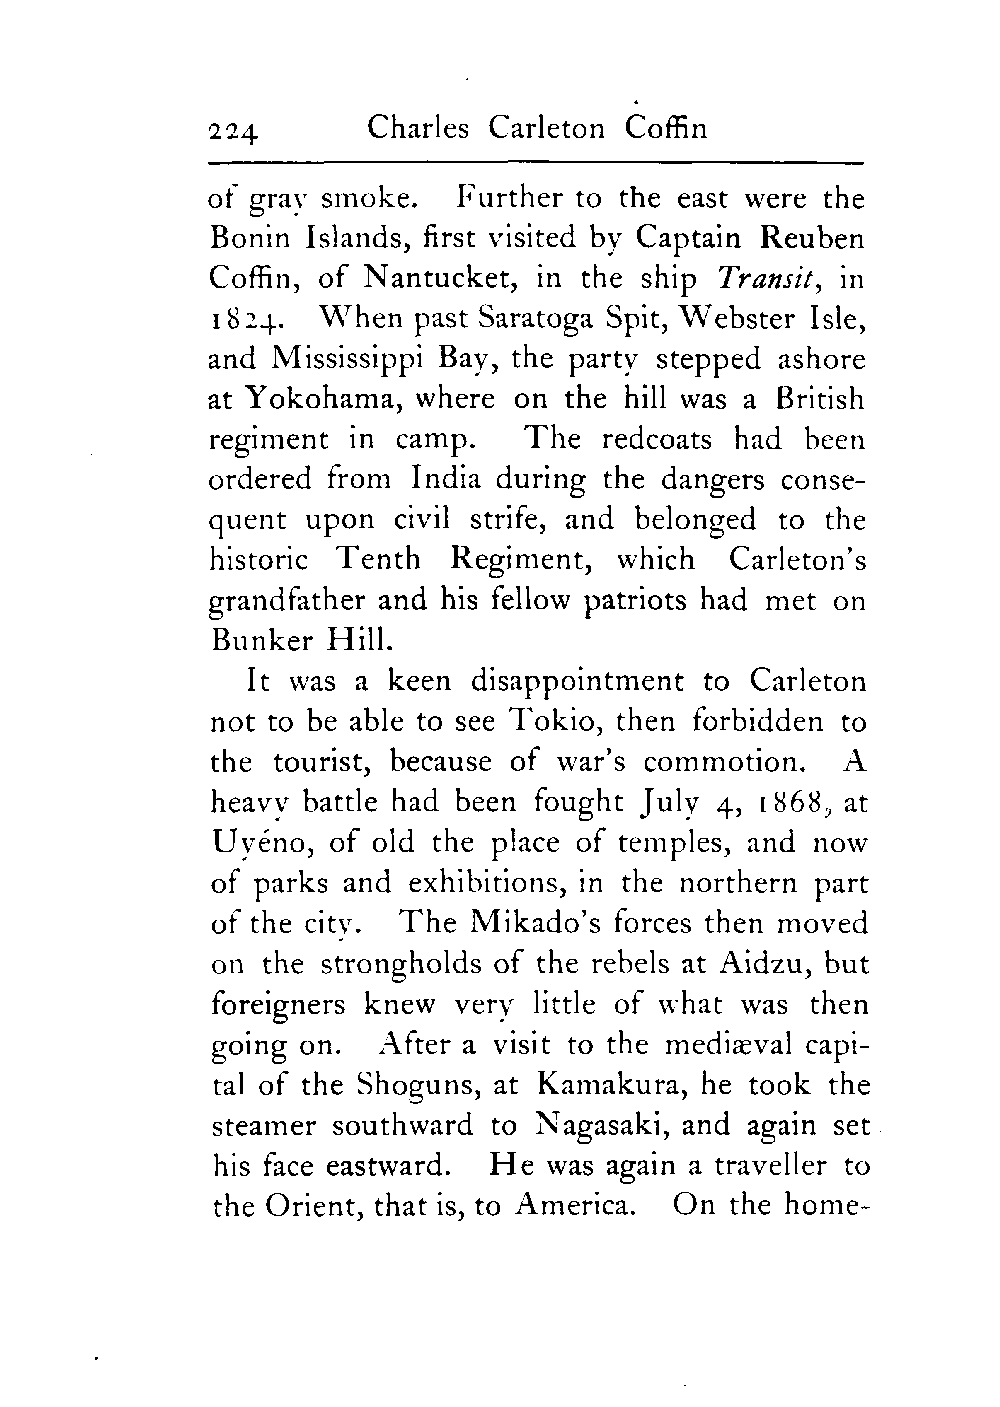 224 Charles Carleton Coffin
of gray smoke. Further to the east were the
Bonin Islands, first visited by Captain Reuben
Coffin, of Nantucket, in the ship Transit, in
1824. When past Saratoga Spit, Webster Isle,
and Mississippi Bay, the party stepped ashore
at Yokohama, where on the hill was a British
regiment in camp. The redcoats had been
ordered from India during the dangers conse-
quent upon civil strife, and belonged to the
historic Tenth Regiment, which Carleton's
grandfather and his fellow patriots had met on
Bunker Hill.
It was a keen disappointment to Carleton
not to be able to see Tokio, then forbidden to
the tourist, because of war's commotion. A
heavy battle had been fought July 4, 1868, at
Uyéno, of old the place of temples, and now
of parks and exhibitions, in the northern part
of the city. The Mikado's forces then moved
on the strongholds of the rebels at Aidzu, but
foreigners knew very little of what was then
going on. After a visit to the mediæval capi-
tal of the Shoguns, at Kamakura, he took the
steamer southward to Nagasaki, and again set
his face eastward. He was again a traveller to
the Orient, that is, to America. On the home-